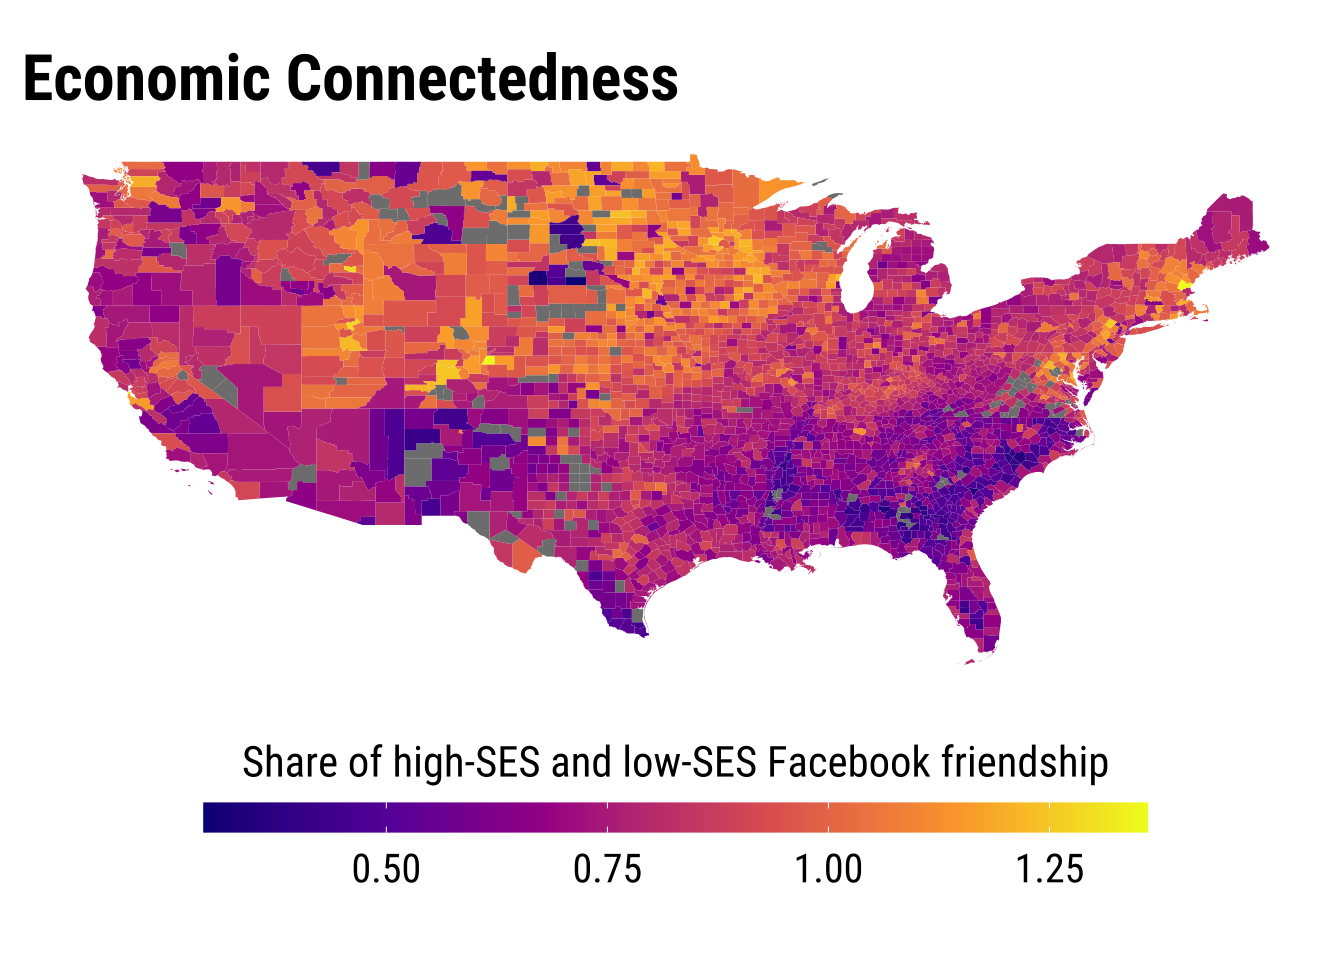 Economic Connectedness
Share of high-SES and low-SES Facebook friendship
0.50 0.75 1.00 1.25